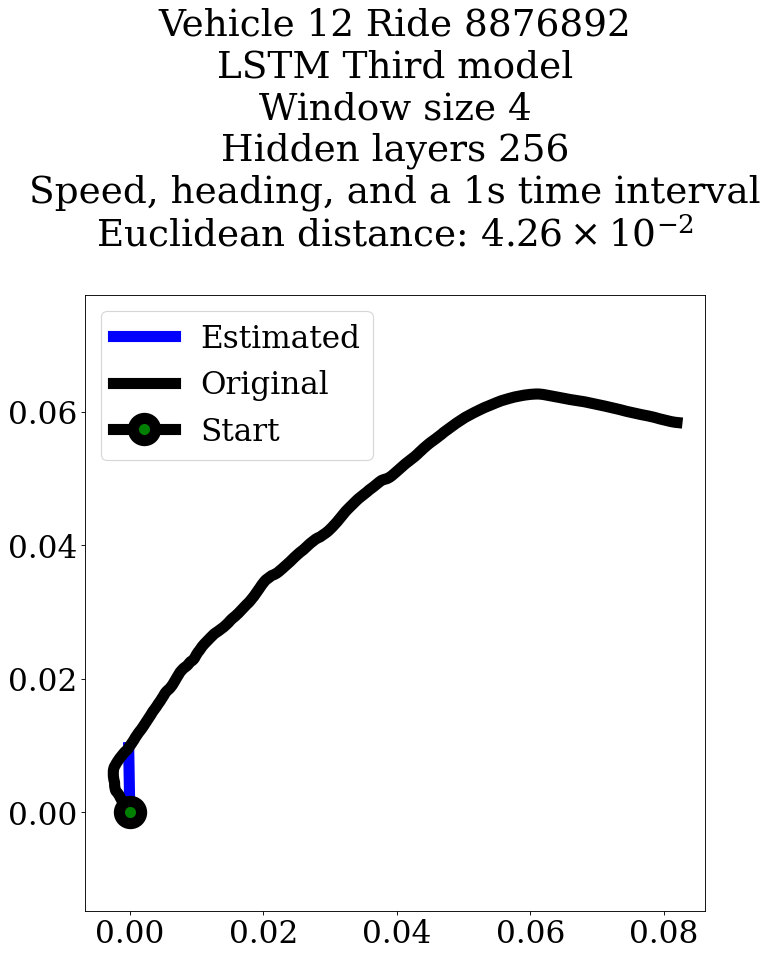 Vehicle 12 Ride 8876892
LSTM Third model
Window size 4
Hidden layers 256
Speed, heading, and a 1s time interval
Euclidean distance: 4.26 × 10⁻²
Estimated
Original
Start
0.06
0.04
0.02
0.00
0.00 0.02 0.04 0.06 0.08